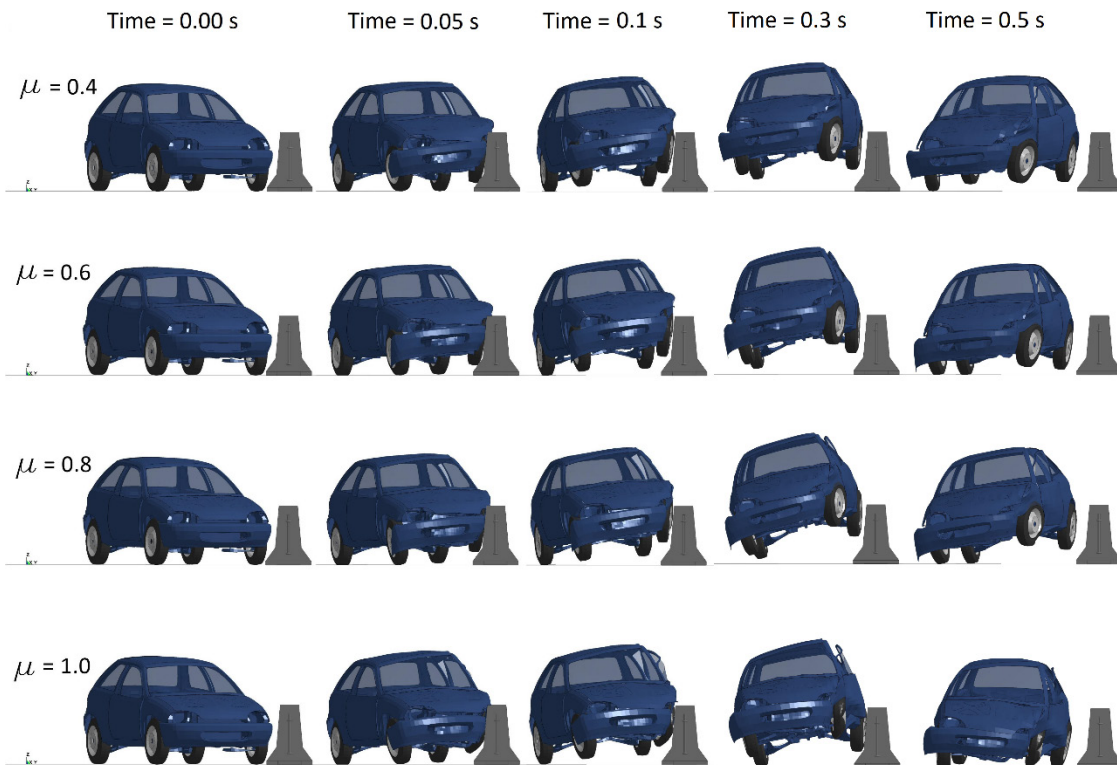 Time = 0.00 s Time = 0.05 s Time = 0.1 s Time = 0.3 s Time = 0.5 s
μ = 0.4
μ = 0.6
μ = 0.8
μ = 1.0